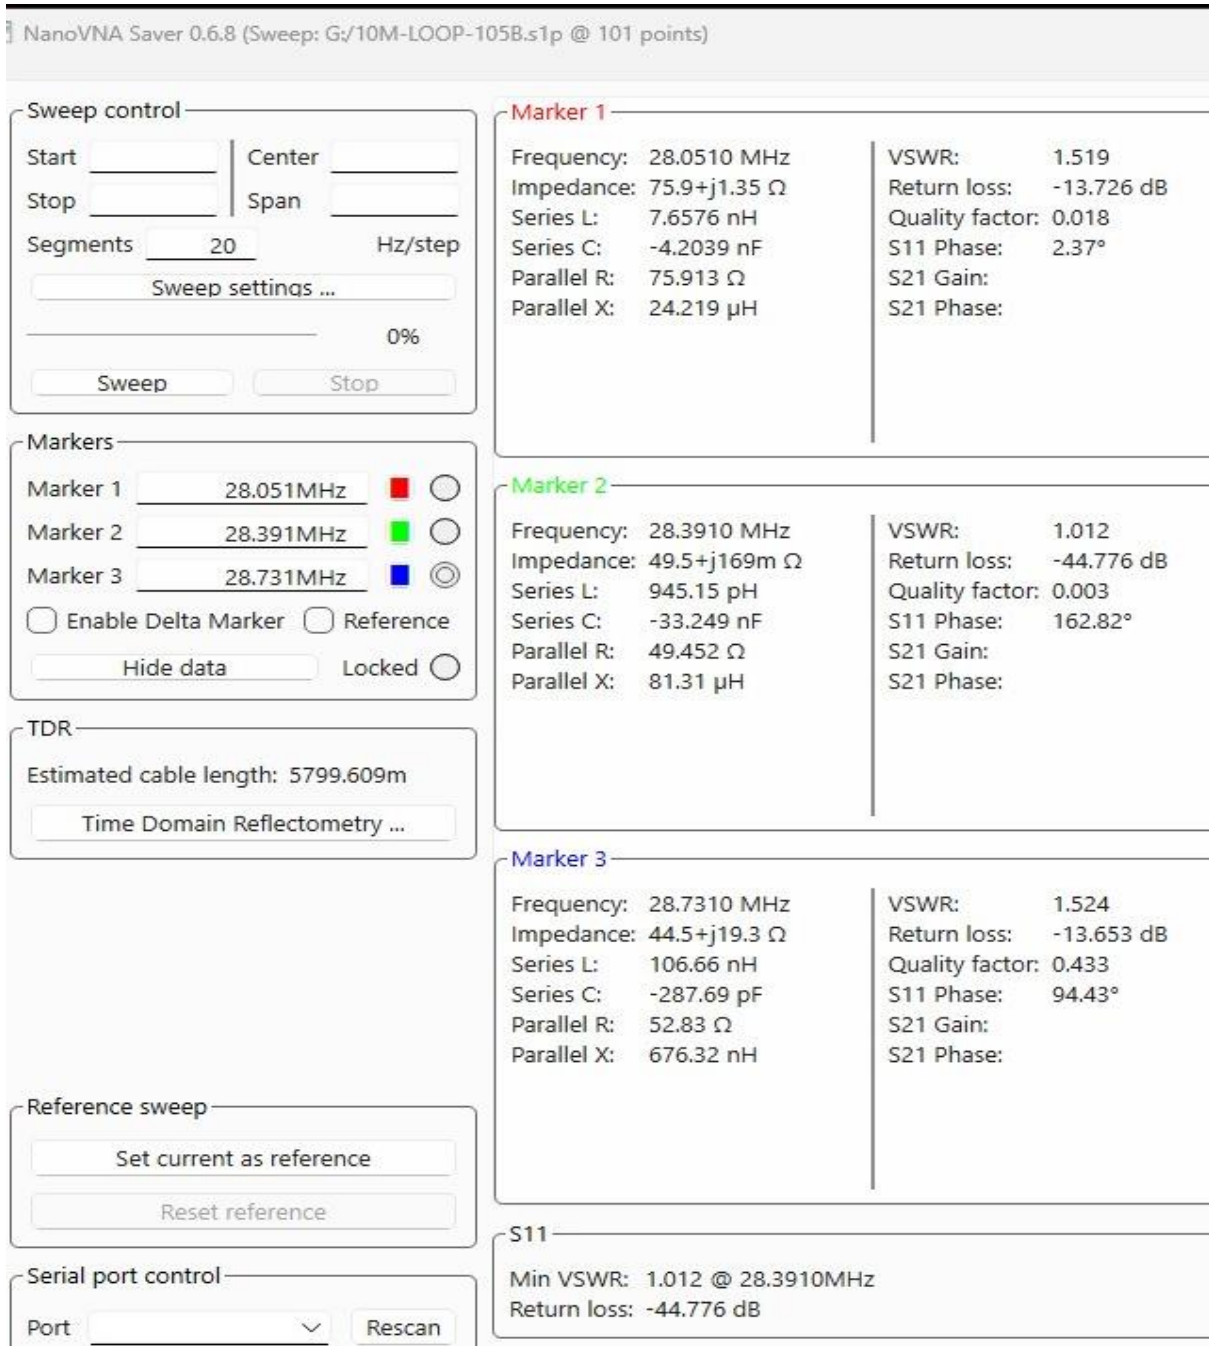 NanoVNA Saver 0.6.8 (Sweep: G:/10M-LOOP-105B.s1p @ 101 points)
Sweep control
Start Center
Stop Span
Segments 20 Hz/step
Sweep settings ...
0%
Sweep Stop
Markers
Marker 1 28.051MHz
Marker 2 28.391MHz
Marker 3 28.731MHz
Enable Delta Marker Reference
Hide data Locked
TDR
Estimated cable length: 5799.609m
Time Domain Reflectometry ...
Reference sweep
Set current as reference
Reset reference
Serial port control
Port Rescan
Marker 1
Frequency: 28.0510 MHz VSWR: 1.519
Impedance: 75.9+j1.35 Ω Return loss: -13.726 dB
Series L: 7.6576 nH Quality factor: 0.018
Series C: -4.2039 nF S11 Phase: 2.37°
Parallel R: 75.913 Ω S21 Gain:
Parallel X: 24.219 μH S21 Phase:
Marker 2
Frequency: 28.3910 MHz VSWR: 1.012
Impedance: 49.5+j169m Ω Return loss: -44.776 dB
Series L: 945.15 pH Quality factor: 0.003
Series C: -33.249 nF S11 Phase: 162.82°
Parallel R: 49.452 Ω S21 Gain:
Parallel X: 81.31 μH S21 Phase:
Marker 3
Frequency: 28.7310 MHz VSWR: 1.524
Impedance: 44.5+j19.3 Ω Return loss: -13.653 dB
Series L: 106.66 nH Quality factor: 0.433
Series C: -287.69 pF S11 Phase: 94.43°
Parallel R: 52.83 Ω S21 Gain:
Parallel X: 676.32 nH S21 Phase:
S11
Min VSWR: 1.012 @ 28.3910MHz
Return loss: -44.776 dB